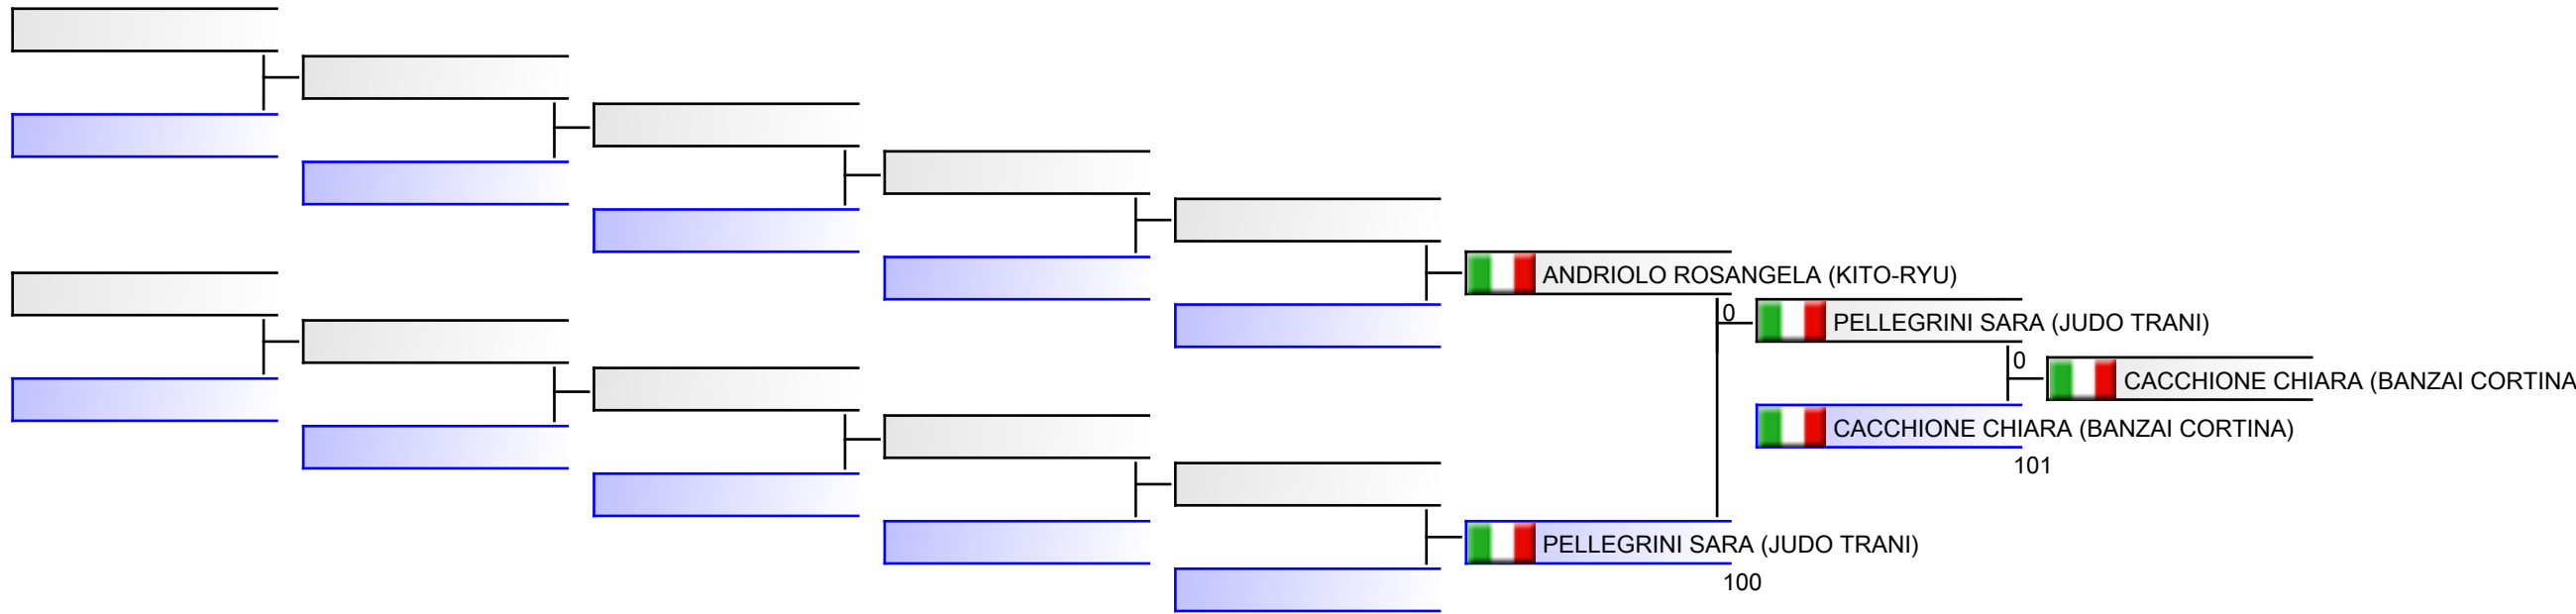 ANDRIOLO ROSANGELA (KITO-RYU)
0
PELLEGRINI SARA (JUDO TRANI)
0
CACCHIONE CHIARA (BANZAI CORTINA
CACCHIONE CHIARA (BANZAI CORTINA)
101
PELLEGRINI SARA (JUDO TRANI)
100